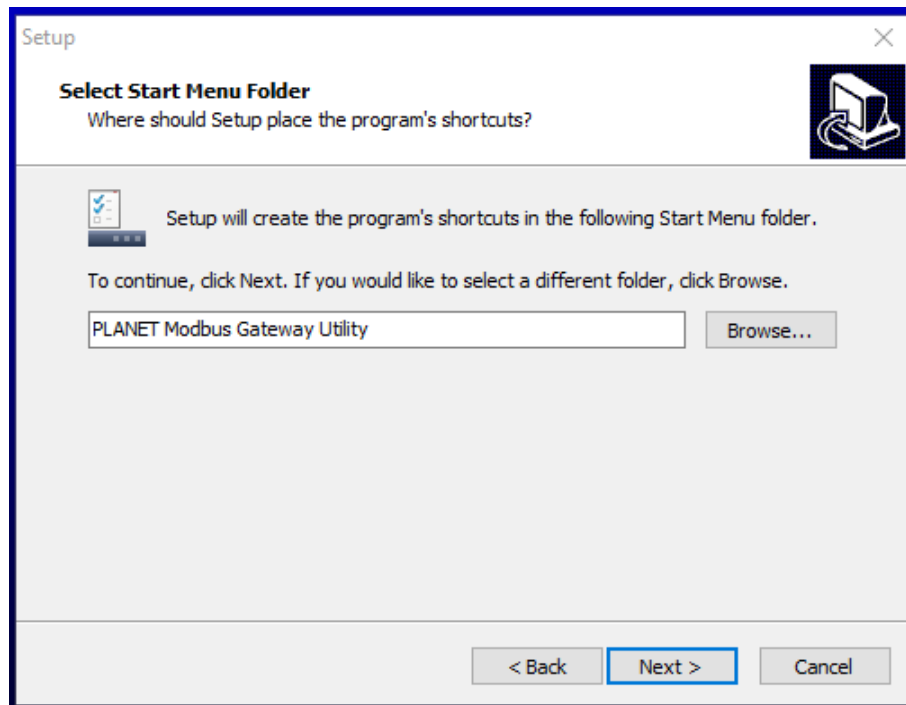 Setup
Select Start Menu Folder
Where should Setup place the program's shortcuts?
Setup will create the program's shortcuts in the following Start Menu folder.
To continue, click Next. If you would like to select a different folder, click Browse.
PLANET Modbus Gateway Utility
Browse...
< Back
Next >
Cancel